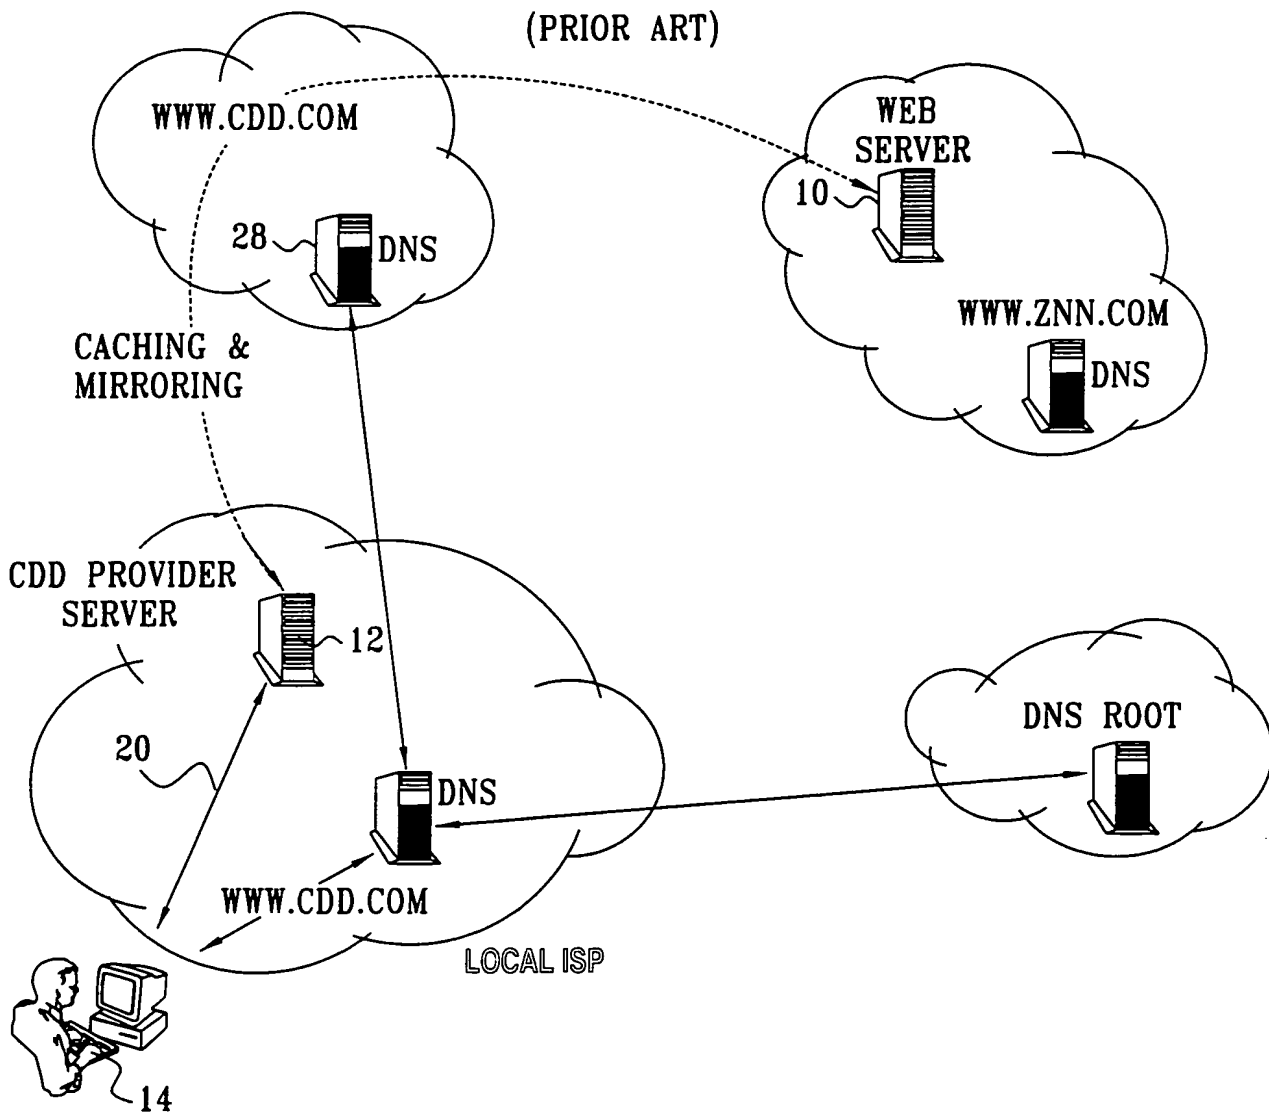 (PRIOR ART)
WWW.CDD.COM
WEB
SERVER
10
28
DNS
WWW.ZNN.COM
DNS
CACHING &
MIRRORING
CDD PROVIDER
SERVER
12
DNS ROOT
20
DNS
WWW.CDD.COM
LOCAL ISP
14